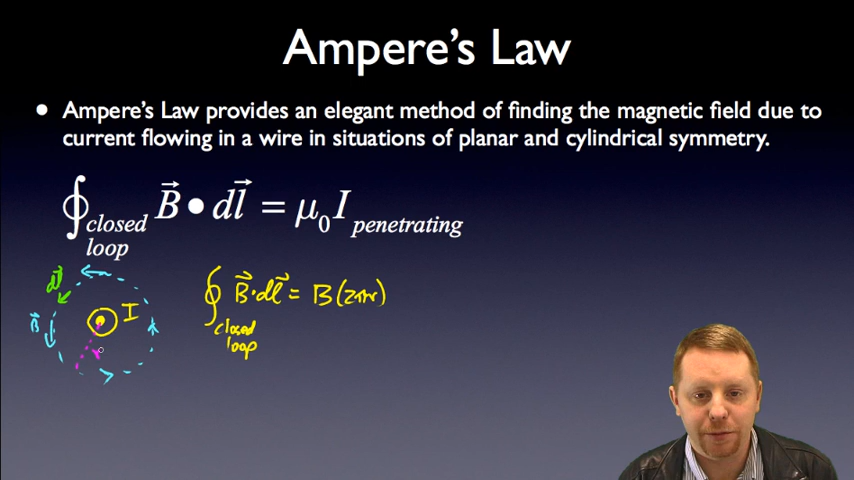 Ampere's Law
• Ampere's Law provides an elegant method of finding the magnetic field due to
current flowing in a wire in situations of planar and cylindrical symmetry.
∮closed loop B⃗ • dl⃗ = μ₀I penetrating
dl⃗
B⃗
I
r
∮closed loop B⃗·dl⃗ = B(2πr)